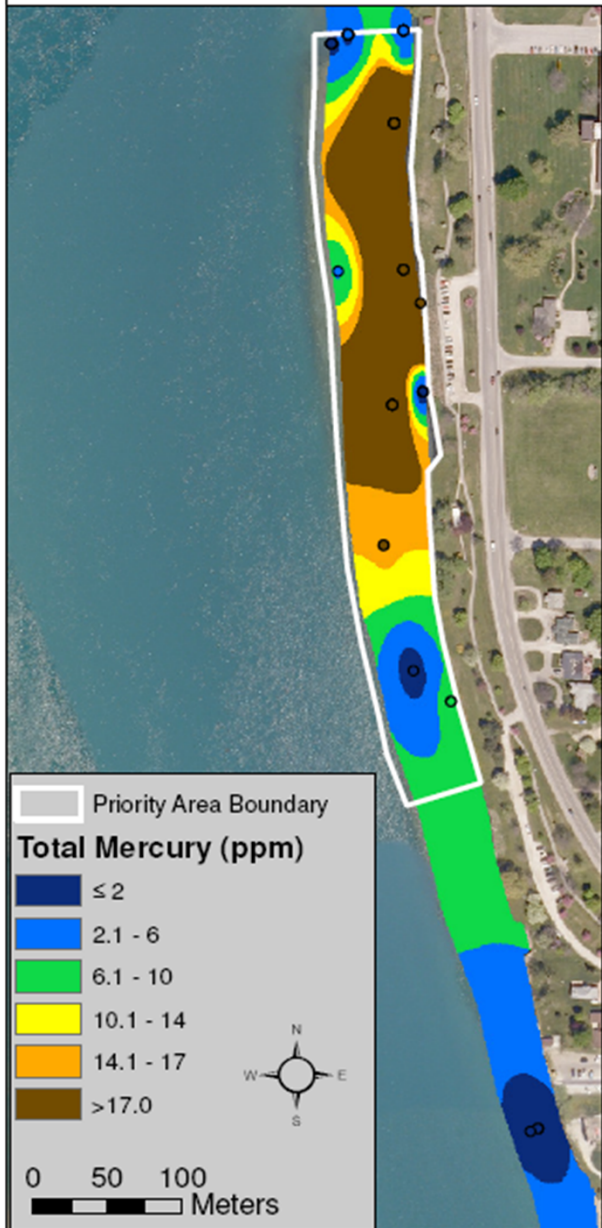 Priority Area Boundary
Total Mercury (ppm)
≤ 2
2.1 - 6
6.1 - 10
10.1 - 14
14.1 - 17
>17.0
N
W E
S
0 50 100
Meters